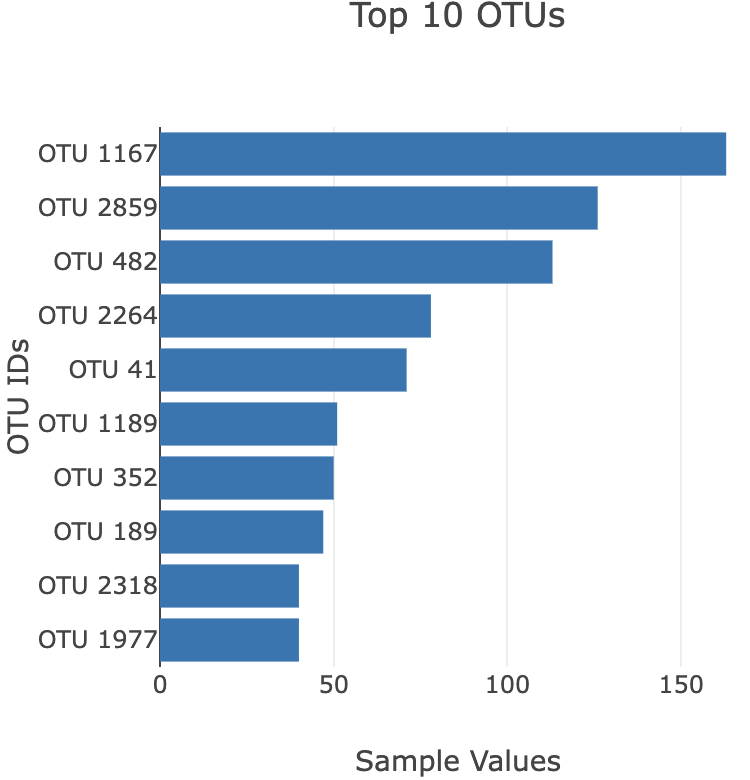 Top 10 OTUs
OTU IDs
OTU 1167
OTU 2859
OTU 482
OTU 2264
OTU 41
OTU 1189
OTU 352
OTU 189
OTU 2318
OTU 1977
0 50 100 150
Sample Values